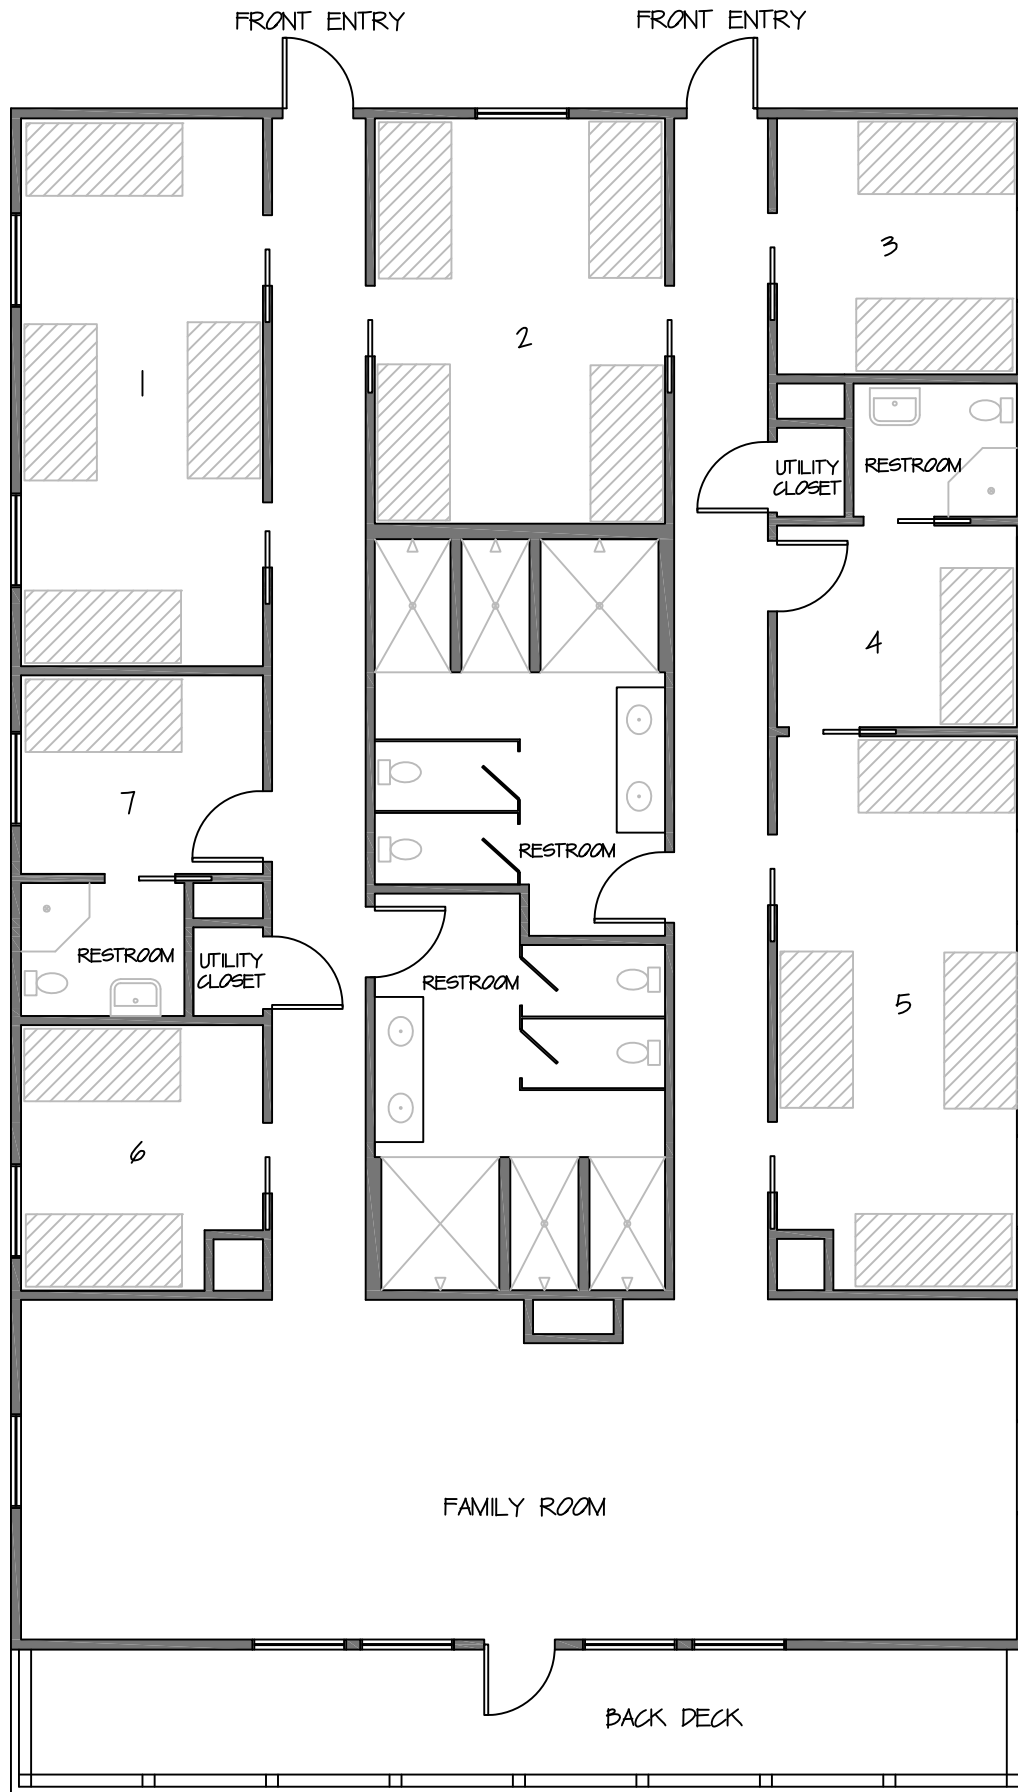 FRONT ENTRY
FRONT ENTRY
3
2
1
UTILITY
CLOSET
RESTROOM
4
7
RESTROOM
RESTROOM
UTILITY
CLOSET
RESTROOM
5
6
FAMILY ROOM
BACK DECK